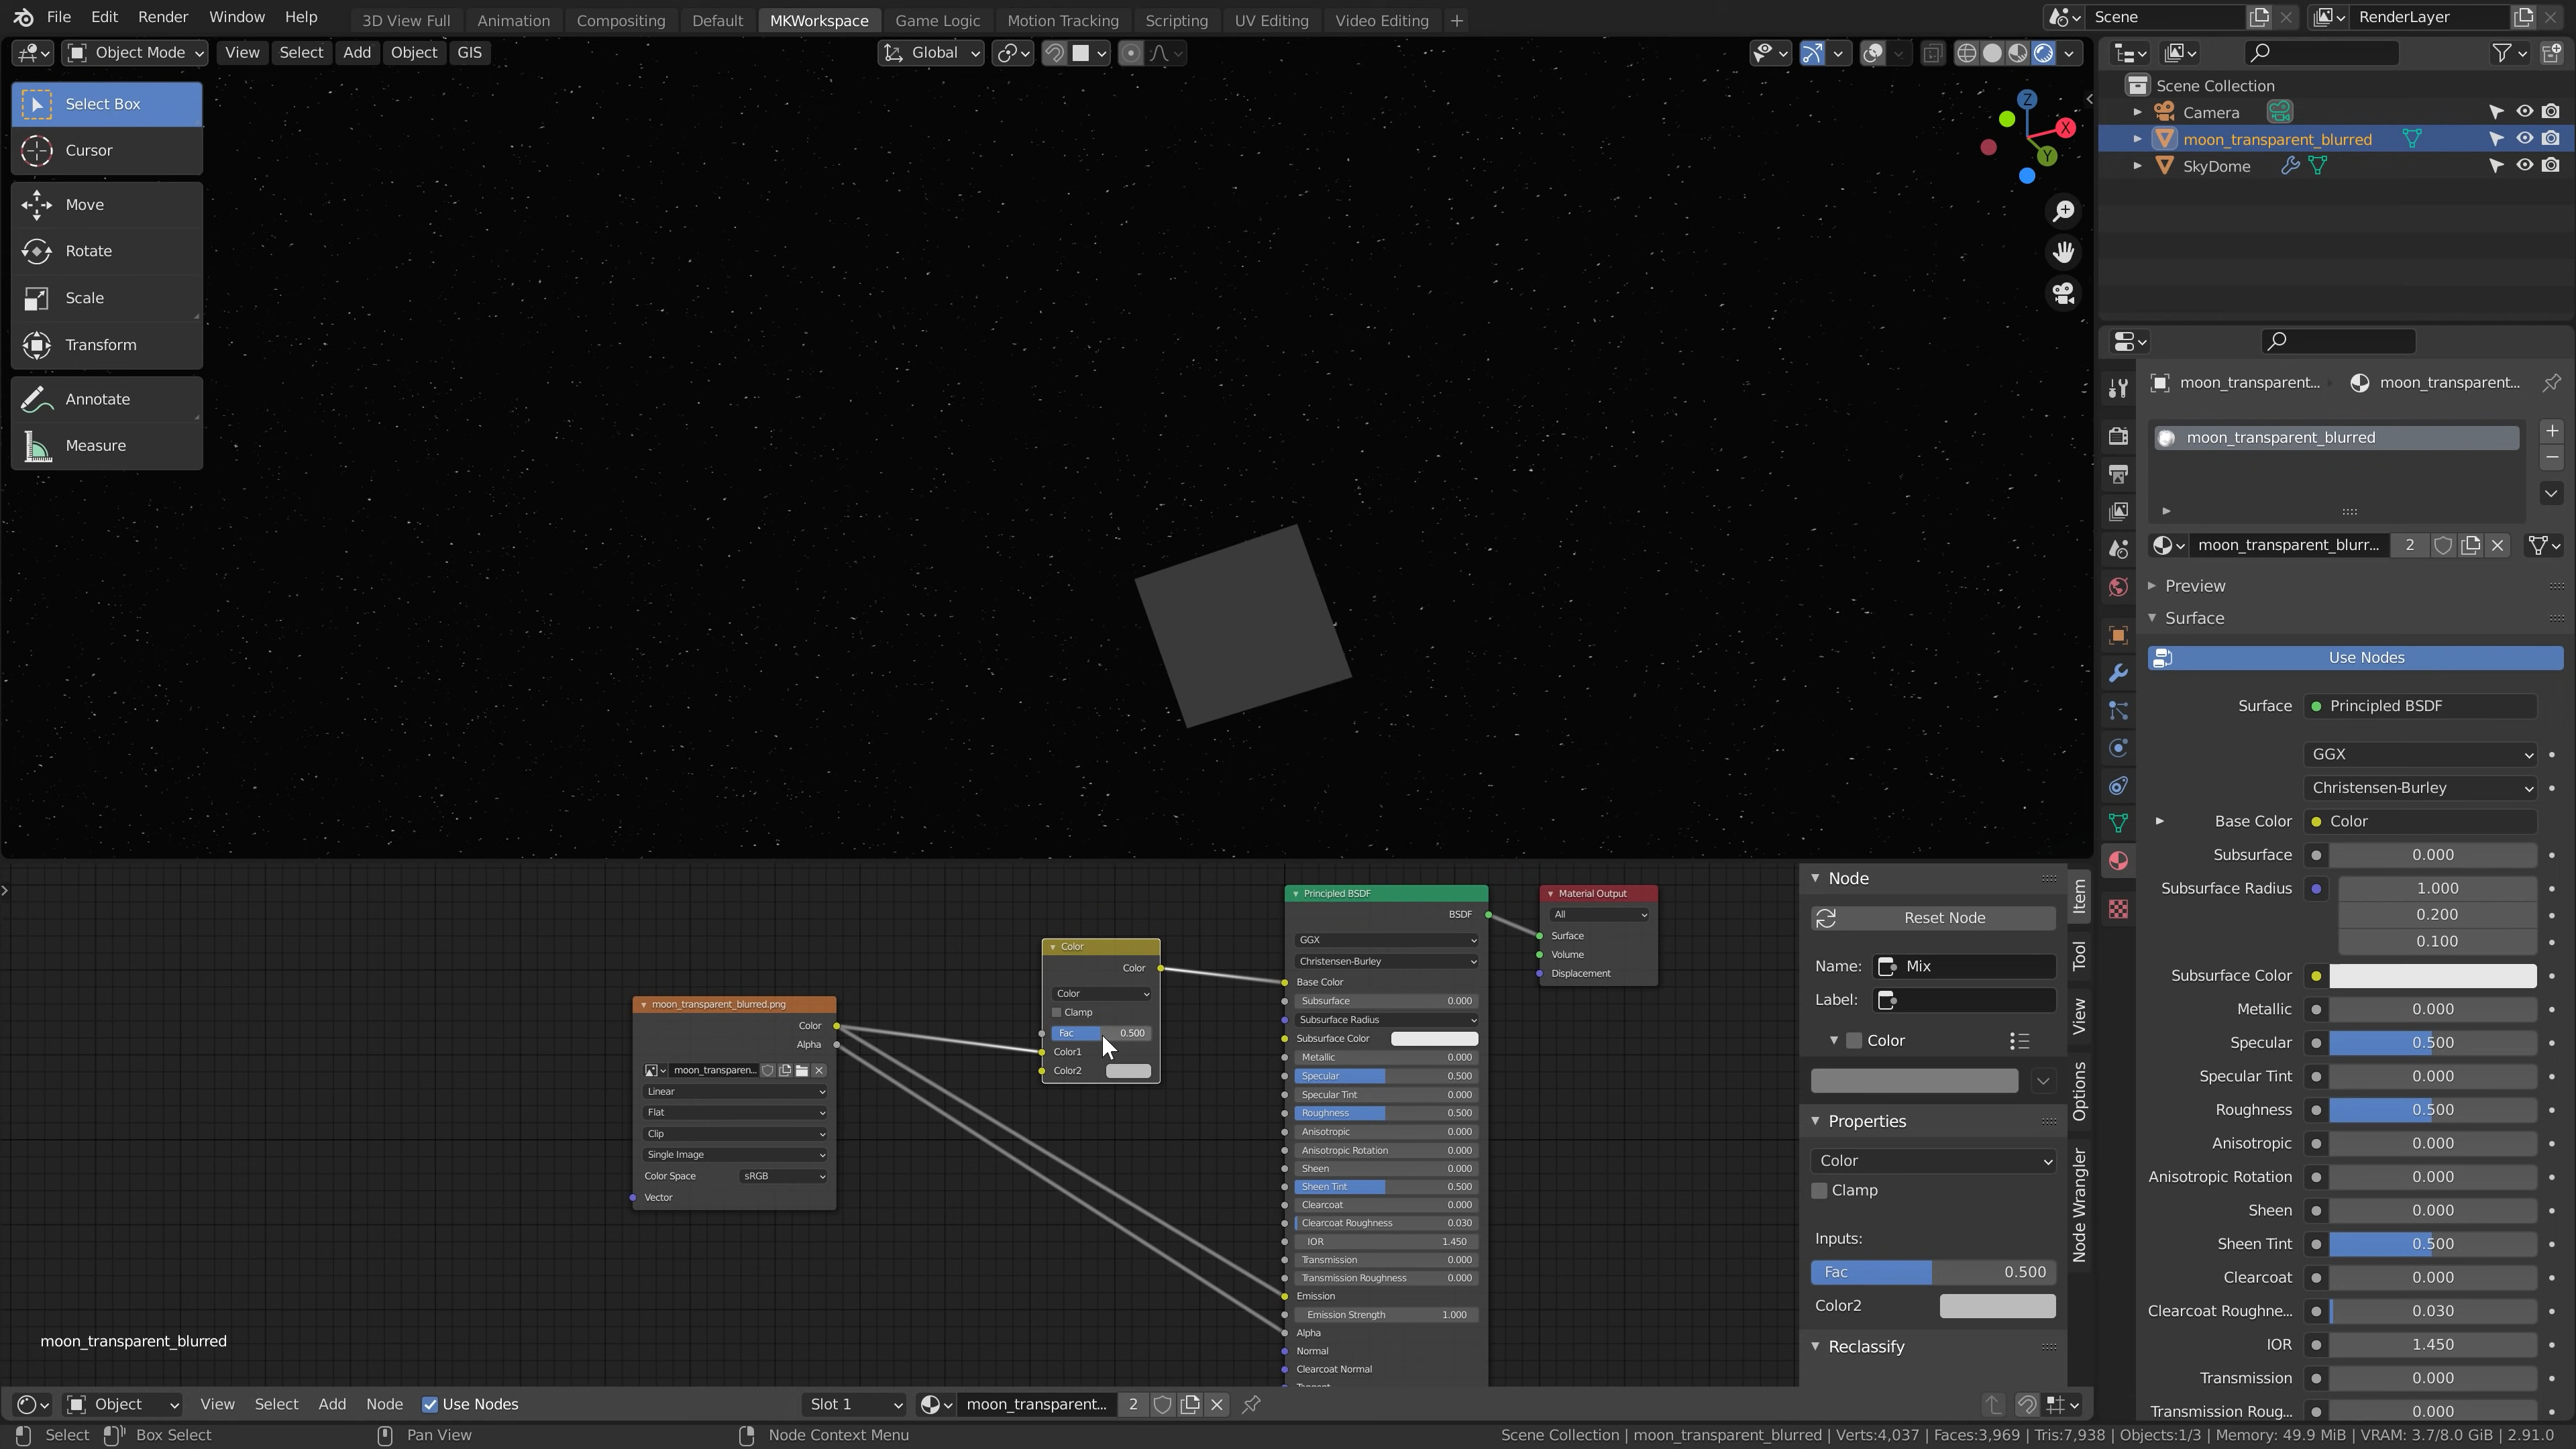 File Edit Render Window Help 3D View Full Animation Compositing Default MKWorkspace Game Logic Motion Tracking Scripting UV Editing Video Editing + Scene RenderLayer
Object Mode View Select Add Object GIS Global
Select Box
Cursor
Move
Rotate
Scale
Transform
Annotate
Measure
Z
X
Y
Scene Collection
Camera
moon_transparent_blurred
SkyDome
moon_transparent... moon_transparent...
moon_transparent_blurred
moon_transparent_blurr... 2
Preview
Surface
Use Nodes
Surface Principled BSDF
GGX
Christensen-Burley
Base Color Color
Subsurface 0.000
Subsurface Radius 1.000
0.200
0.100
Subsurface Color
Metallic 0.000
Specular 0.500
Specular Tint 0.000
Roughness 0.500
Anisotropic 0.000
Anisotropic Rotation 0.000
Sheen 0.000
Sheen Tint 0.500
Clearcoat 0.000
Clearcoat Roughne... 0.030
IOR 1.450
Transmission 0.000
Transmission Roug... 0.000
moon_transparent_blurred.png
Color
Alpha
moon_transparen...
Linear
Flat
Clip
Single Image
Color Space sRGB
Vector
Color
Color
Color
Clamp
Fac 0.500
Color1
Color2
Principled BSDF
BSDF
GGX
Christensen-Burley
Base Color
Subsurface 0.000
Subsurface Radius
Subsurface Color
Metallic 0.000
Specular 0.500
Specular Tint 0.000
Roughness 0.500
Anisotropic 0.000
Anisotropic Rotation 0.000
Sheen 0.000
Sheen Tint 0.500
Clearcoat 0.000
Clearcoat Roughness 0.030
IOR 1.450
Transmission 0.000
Transmission Roughness 0.000
Emission
Emission Strength 1.000
Alpha
Normal
Clearcoat Normal
Material Output
All
Surface
Volume
Displacement
Node
Reset Node
Name: Mix
Label:
Color
Properties
Color
Clamp
Inputs:
Fac 0.500
Color2
Reclassify
Item
Tool
View
Options
Node Wrangler
moon_transparent_blurred
Object View Select Add Node Use Nodes Slot 1 moon_transparent... 2
Select Box Select Pan View Node Context Menu Scene Collection | moon_transparent_blurred | Verts:4,037 | Faces:3,969 | Tris:7,938 | Objects:1/3 | Memory: 49.9 MiB | VRAM: 3.7/8.0 GiB | 2.91.0